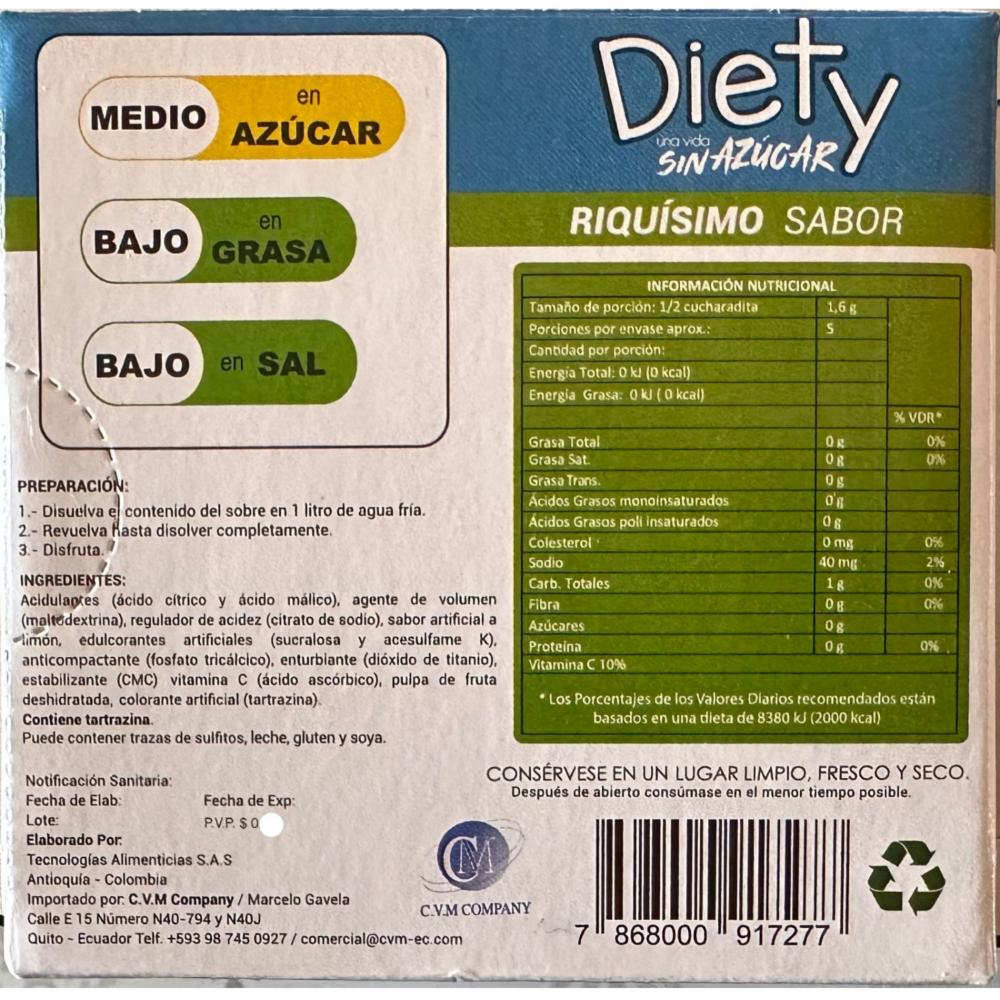 MEDIO en AZÚCAR
BAJO en GRASA
BAJO en SAL
Diety
una vida
SIN AZÚCAR
RIQUÍSIMO SABOR
INFORMACIÓN NUTRICIONAL
Tamaño de porción: 1/2 cucharadita 1,6 g
Porciones por envase aprox.: 5
Cantidad por porción:
Energía Total: 0 kJ (0 kcal)
Energía Grasa: 0 kJ ( 0 kcal)
% VDR*
Grasa Total 0 g 0%
Grasa Sat. 0 g 0%
Grasa Trans. 0 g
Ácidos Grasos monoinsaturados 0 g
Ácidos Grasos poli insaturados 0 g
Colesterol 0 mg 0%
Sodio 40 mg 2%
Carb. Totales 1 g 0%
Fibra 0 g 0%
Azúcares 0 g
Proteína 0 g 0%
Vitamina C 10%
* Los Porcentajes de los Valores Diarios recomendados están
basados en una dieta de 8380 kJ (2000 kcal)
PREPARACIÓN:
1.- Disuelva el contenido del sobre en 1 litro de agua fría.
2.- Revuelva hasta disolver completamente.
3.- Disfruta.
INGREDIENTES:
Acidulantes (ácido cítrico y ácido málico), agente de volumen
(maltodextrina), regulador de acidez (citrato de sodio), sabor artificial a
limón, edulcorantes artificiales (sucralosa y acesulfame K),
anticompactante (fosfato tricálcico), enturbiante (dióxido de titanio),
estabilizante (CMC) vitamina C (ácido ascórbico), pulpa de fruta
deshidratada, colorante artificial (tartrazina).
Contiene tartrazina.
Puede contener trazas de sulfitos, leche, gluten y soya.
CONSÉRVESE EN UN LUGAR LIMPIO, FRESCO Y SECO.
Después de abierto consúmase en el menor tiempo posible.
Notificación Sanitaria:
Fecha de Elab: Fecha de Exp:
Lote: P.V.P. $ 0
Elaborado Por:
Tecnologías Alimenticias S.A.S
Antioquía - Colombia
Importado por: C.V.M Company / Marcelo Gavela
Calle E 15 Número N40-794 y N40J
Quito - Ecuador Telf. +593 98 745 0927 / comercial@cvm-ec.com
CM
C.V.M COMPANY
7 868000 917277